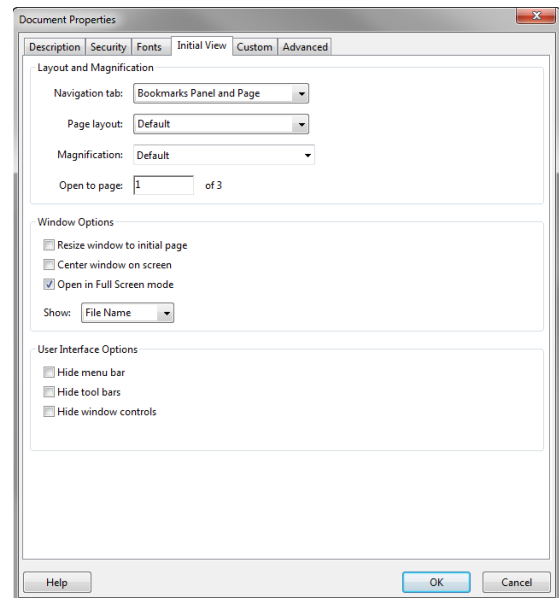 Document Properties
Description Security Fonts Initial View Custom Advanced
Layout and Magnification
Navigation tab: Bookmarks Panel and Page
Page layout: Default
Magnification: Default
Open to page: 1 of 3
Window Options
Resize window to initial page
Center window on screen
Open in Full Screen mode
Show: File Name
User Interface Options
Hide menu bar
Hide tool bars
Hide window controls
Help OK Cancel